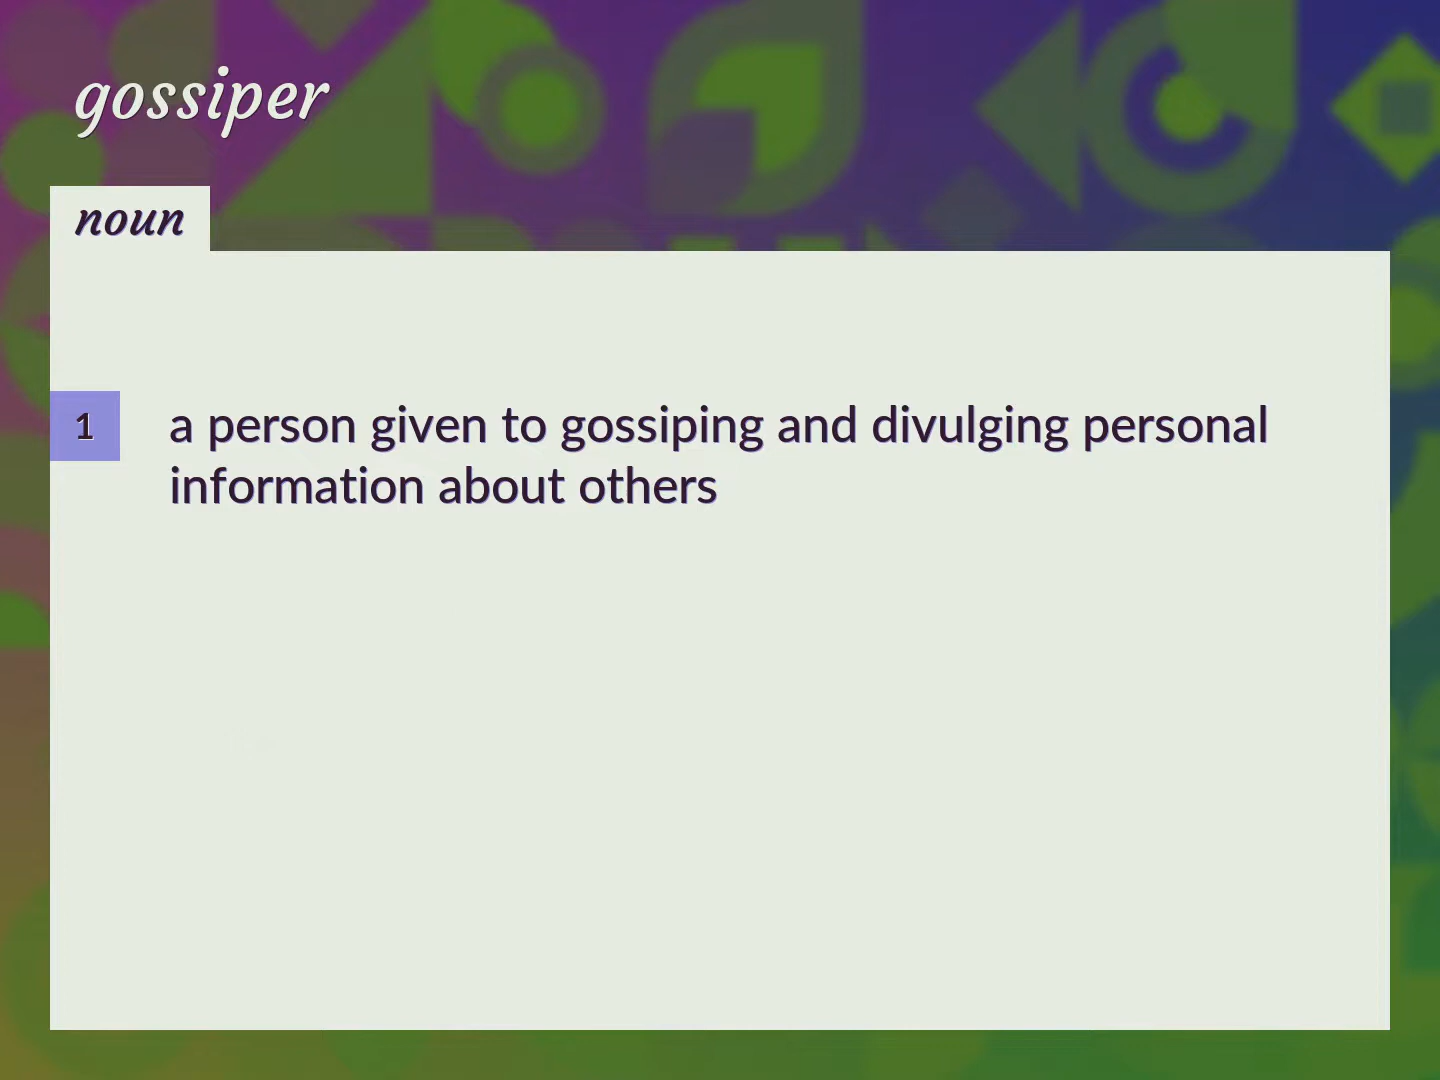 gossiper
noun
1
a person given to gossiping and divulging personal
information about others